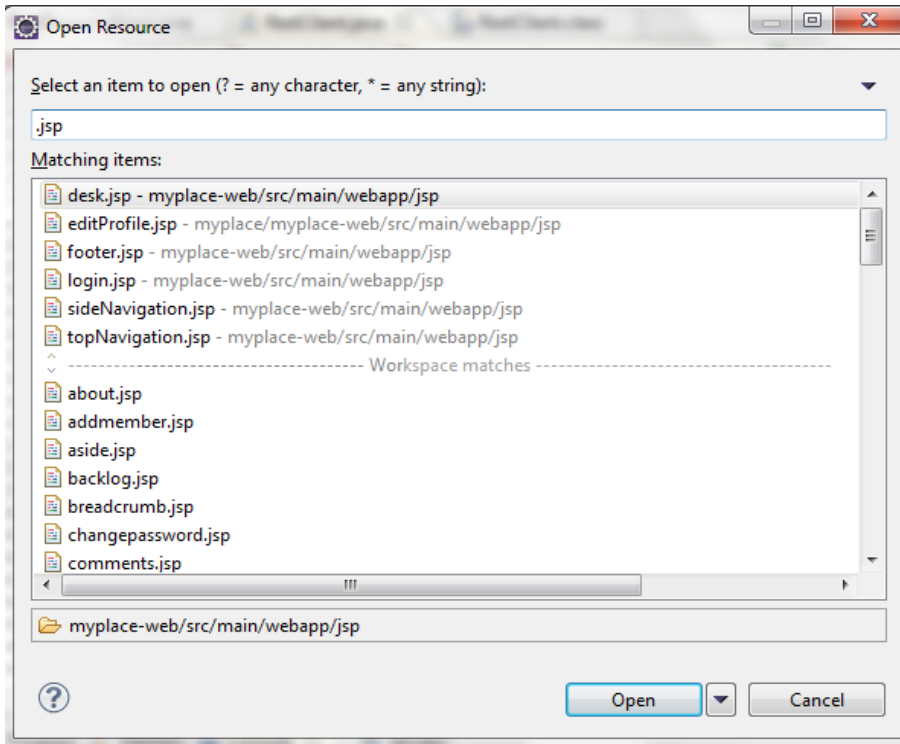 Open Resource
Select an item to open (? = any character, * = any string):
.jsp
Matching items:
desk.jsp - myplace-web/src/main/webapp/jsp
editProfile.jsp - myplace/myplace-web/src/main/webapp/jsp
footer.jsp - myplace-web/src/main/webapp/jsp
login.jsp - myplace-web/src/main/webapp/jsp
sideNavigation.jsp - myplace-web/src/main/webapp/jsp
topNavigation.jsp - myplace-web/src/main/webapp/jsp
------------------------------------- Workspace matches -------------------------------------
about.jsp
addmember.jsp
aside.jsp
backlog.jsp
breadcrumb.jsp
changepassword.jsp
comments.jsp
myplace-web/src/main/webapp/jsp
? Open Cancel